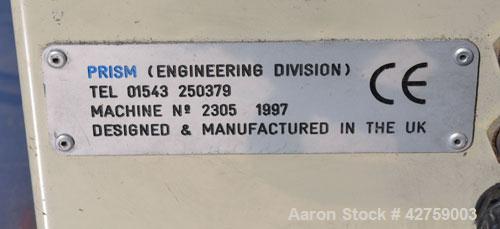 PRISM (ENGINEERING DIVISION)
TEL 01543 250379
MACHINE Nº 2305 1997
DESIGNED & MANUFACTURED IN THE UK
CE
Aaron Stock # 42759003